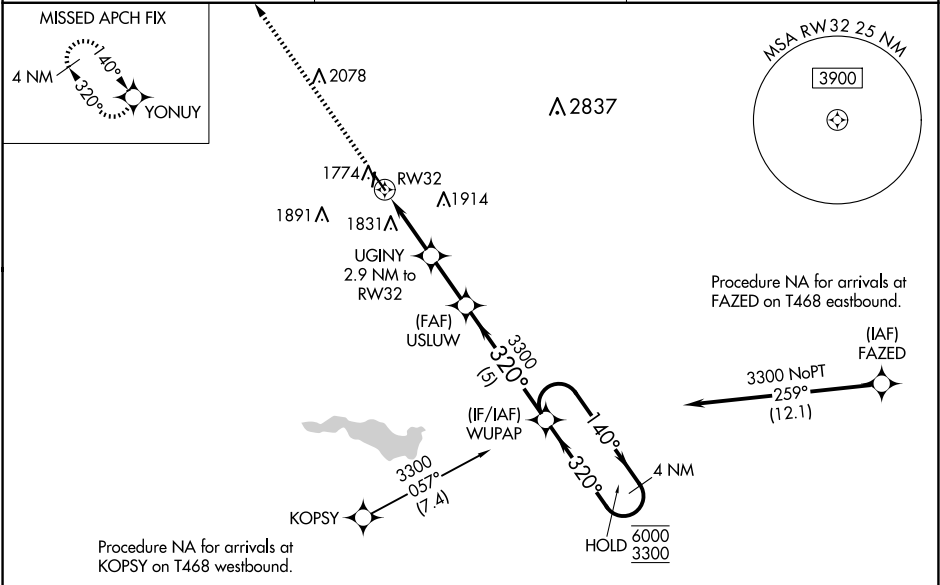 MISSED APCH FIX
4 NM
140°
320°
YONUY
2078
2837
MSA RW32 25 NM
3900
1774
RW32
1914
1891
1831
UGINY
2.9 NM to
RW32
(FAF)
USLUW
3300
320°
(5)
Procedure NA for arrivals at
FAZED on T468 eastbound.
(IAF)
FAZED
3300 NoPT
259°
(12.1)
(IF/IAF)
WUPAP
140°
320°
4 NM
HOLD
6000
3300
3300
057°
(7.4)
KOPSY
Procedure NA for arrivals at
KOPSY on T468 westbound.